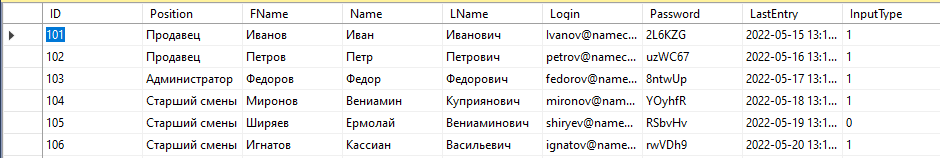 ID Position FName Name LName Login Password LastEntry InputType
101 Продавец Иванов Иван Иванович Ivanov@namec... 2L6KZG 2022-05-15 13:1... 1
102 Продавец Петров Петр Петрович petrov@namec... uzWC67 2022-05-16 13:1... 1
103 Администратор Федоров Федор Федорович fedorov@name... 8ntwUp 2022-05-17 13:1... 1
104 Старший смены Миронов Вениамин Куприянович mironov@name... YOyhfR 2022-05-18 13:1... 1
105 Старший смены Ширяев Ермолай Вениаминович shiryev@name... RSbvHv 2022-05-19 13:1... 0
106 Старший смены Игнатов Кассиан Васильевич ignatov@name... rwVDh9 2022-05-20 13:1... 1